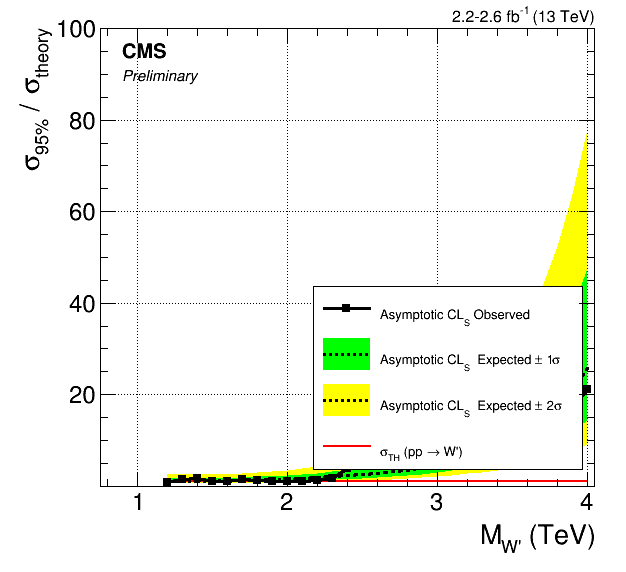 2.2-2.6 fb⁻¹ (13 TeV)
CMS
Preliminary
σ95% / σtheory
100
80
60
40
20
Asymptotic CLS Observed
Asymptotic CLS Expected ± 1σ
Asymptotic CLS Expected ± 2σ
σTH (pp → W')
1 2 3 4
MW' (TeV)